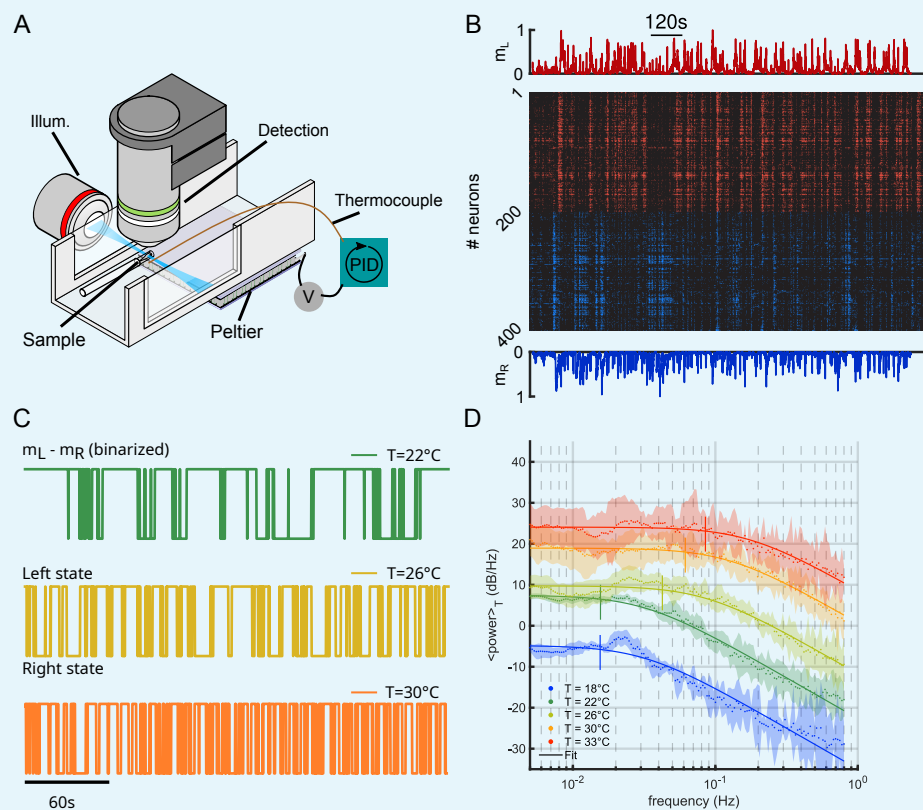 A
Illum.
Detection
Thermocouple
PID
V
Sample
Peltier
B
120s
m_L
1
0
# neurons
1
200
400
m_R
0
1
C
m_L - m_R (binarized)
T=22°C
Left state
T=26°C
Right state
T=30°C
60s
D
<power>_T (dB/Hz)
40
30
20
10
0
-10
-20
-30
T = 18°C
T = 22°C
T = 26°C
T = 30°C
T = 33°C
Fit
10^-2
10^-1
10^0
frequency (Hz)